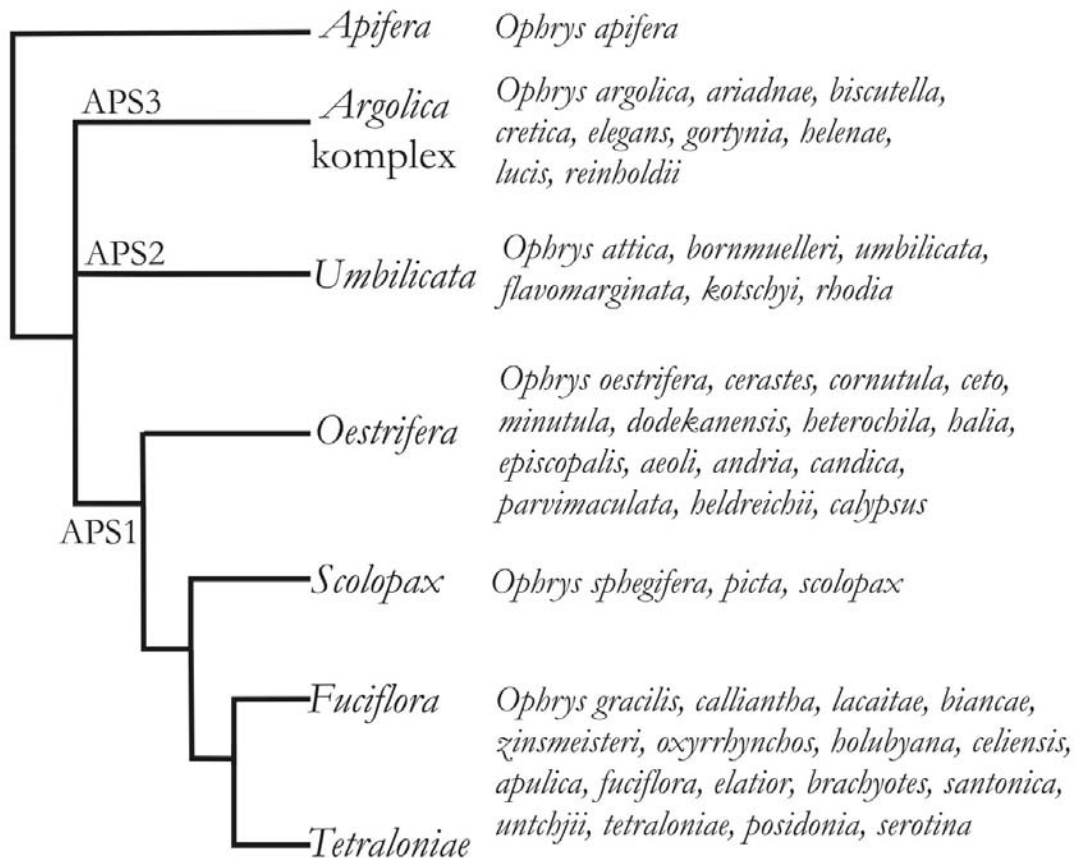 Apifera Ophrys apifera
APS3
Argolica
komplex
Ophrys argolica, ariadnae, biscutella,
cretica, elegans, gortynia, helenae,
lucis, reinholdii
APS2
Umbilicata
Ophrys attica, bornmuelleri, umbilicata,
flavomarginata, kotschyi, rhodia
Oestrifera
Ophrys oestrifera, cerastes, cornutula, ceto,
minutula, dodekanensis, heterochila, halia,
episcopalis, aeoli, andria, candica,
parvimaculata, heldreichii, calypsus
APS1
Scolopax Ophrys sphegifera, picta, scolopax
Fuciflora
Ophrys gracilis, calliantha, lacaitae, biancae,
zinsmeisteri, oxyrrhynchos, holubyana, celiensis,
apulica, fuciflora, elatior, brachyotes, santonica,
untchjii, tetraloniae, posidonia, serotina
Tetraloniae